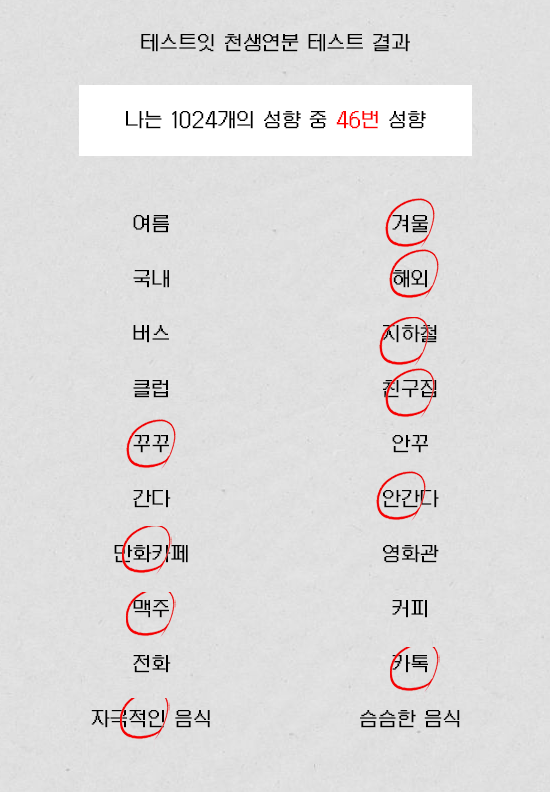 테스트잇 천생연분 테스트 결과
나는 1024개의 성향 중 46번 성향
여름 겨울
국내 해외
버스 지하철
클럽 친구집
꾸꾸 안꾸
간다 안간다
만화카페 영화관
맥주 커피
전화 카톡
자극적인 음식 슴슴한 음식